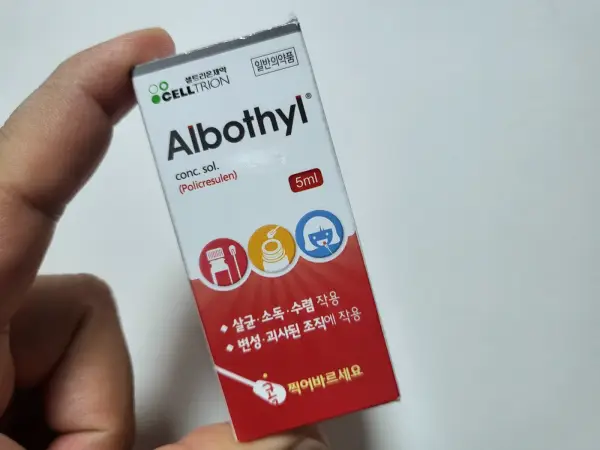 셀트리온제약
CELLTRION
일반의약품
Albothyl®
conc. sol.
(Policresulen)
5ml
살균·소독·수렴 작용
변성·괴사된 조직에 작용
콕 찍어바르세요